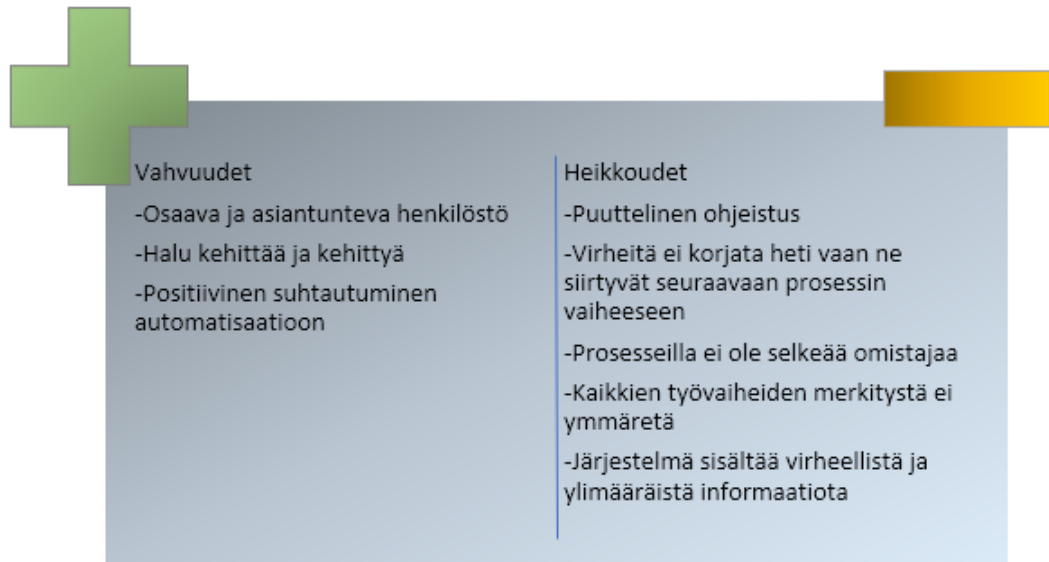 Vahvuudet
-Osaava ja asiantunteva henkilöstö
-Halu kehittää ja kehittyä
-Positiivinen suhtautuminen
automatisaatioon
Heikkoudet
-Puuttelinen ohjeistus
-Virheitä ei korjata heti vaan ne
siirtyvät seuraavaan prosessin
vaiheeseen
-Prosesseilla ei ole selkeää omistajaa
-Kaikkien työvaiheiden merkitystä ei
ymmäretä
-Järjestelmä sisältää virheellistä ja
ylimääräistä informaatiota